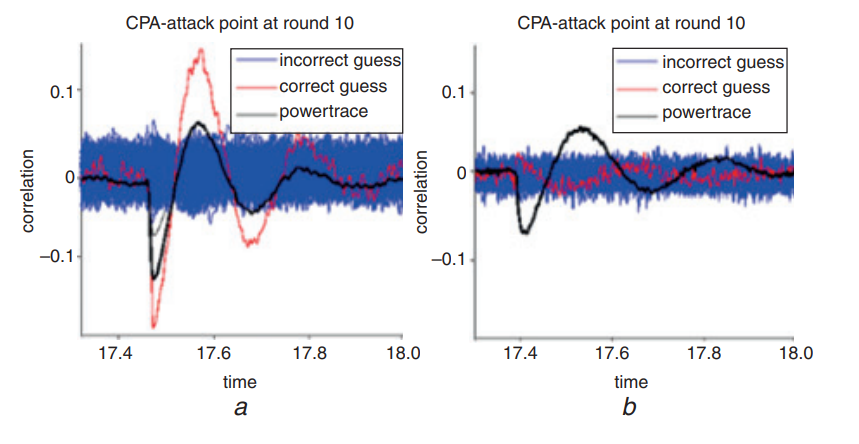 CPA-attack point at round 10
incorrect guess
correct guess
powertrace
0.1
0
–0.1
correlation
17.4
17.6
17.8
18.0
time
a
CPA-attack point at round 10
incorrect guess
correct guess
powertrace
0.1
0
–0.1
correlation
17.4
17.6
17.8
18.0
time
b